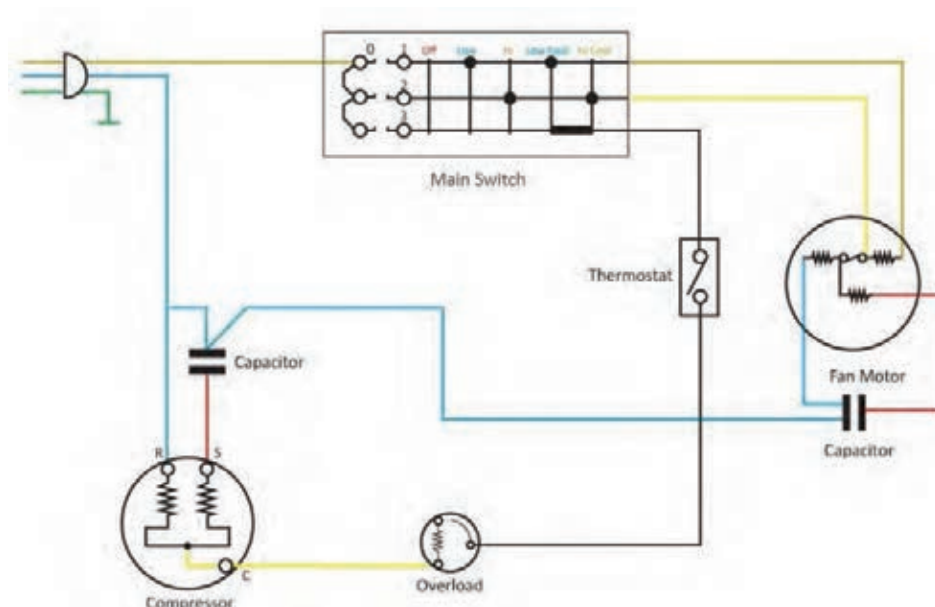 0 1 Off Low Hi Low Cool Hi Cool
2
3
Main Switch
Thermostat
Capacitor
Fan Motor
Capacitor
R S
C
Overload
Compressor